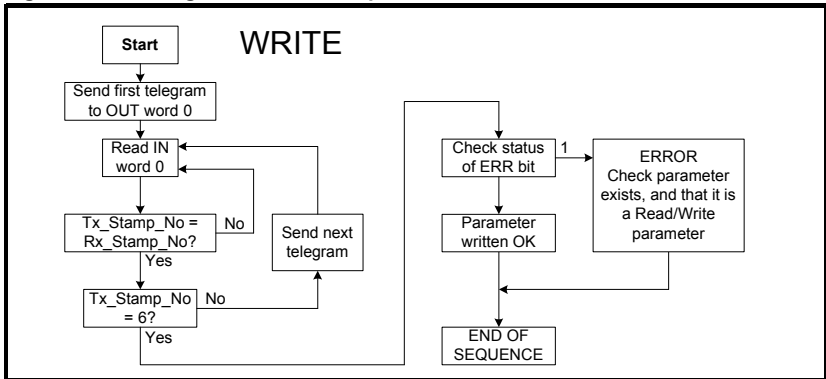 WRITE
Start
Send first telegram
to OUT word 0
Read IN
word 0
Tx_Stamp_No =
Rx_Stamp_No?
No
Yes
Tx_Stamp_No
= 6?
No
Yes
Send next
telegram
Check status
of ERR bit
1
ERROR
Check parameter
exists, and that it is
a Read/Write
parameter
Parameter
written OK
END OF
SEQUENCE